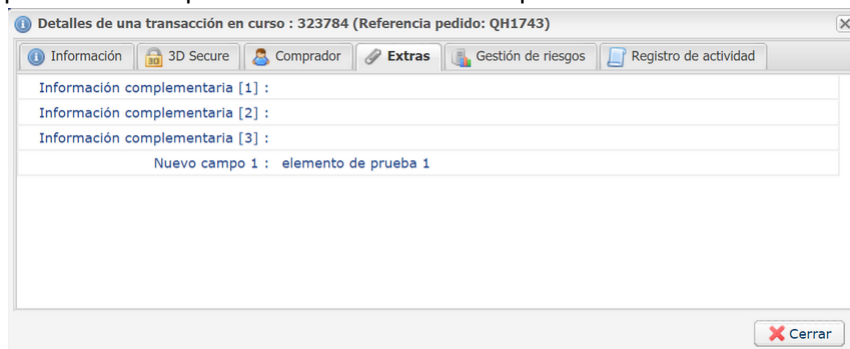 Detalles de una transacción en curso : 323784 (Referencia pedido: QH1743)
Información 3D Secure Comprador Extras Gestión de riesgos Registro de actividad
Información complementaria [1] :
Información complementaria [2] :
Información complementaria [3] :
Nuevo campo 1 : elemento de prueba 1
Cerrar